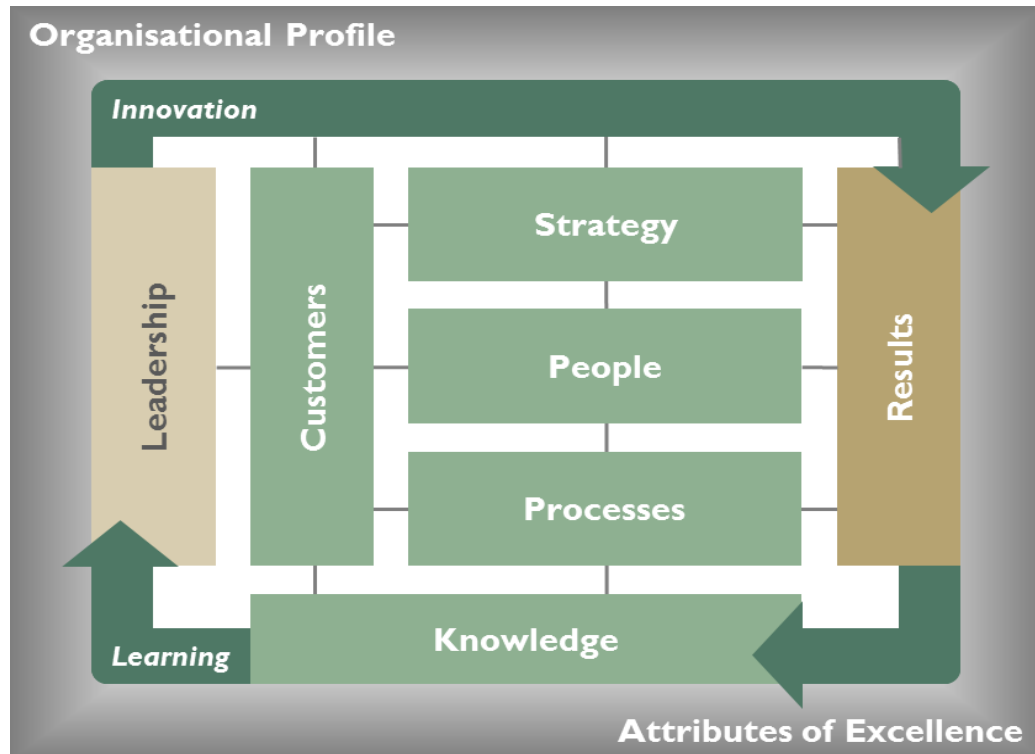 Organisational Profile
Innovation
Leadership
Customers
Strategy
People
Processes
Results
Knowledge
Learning
Attributes of Excellence